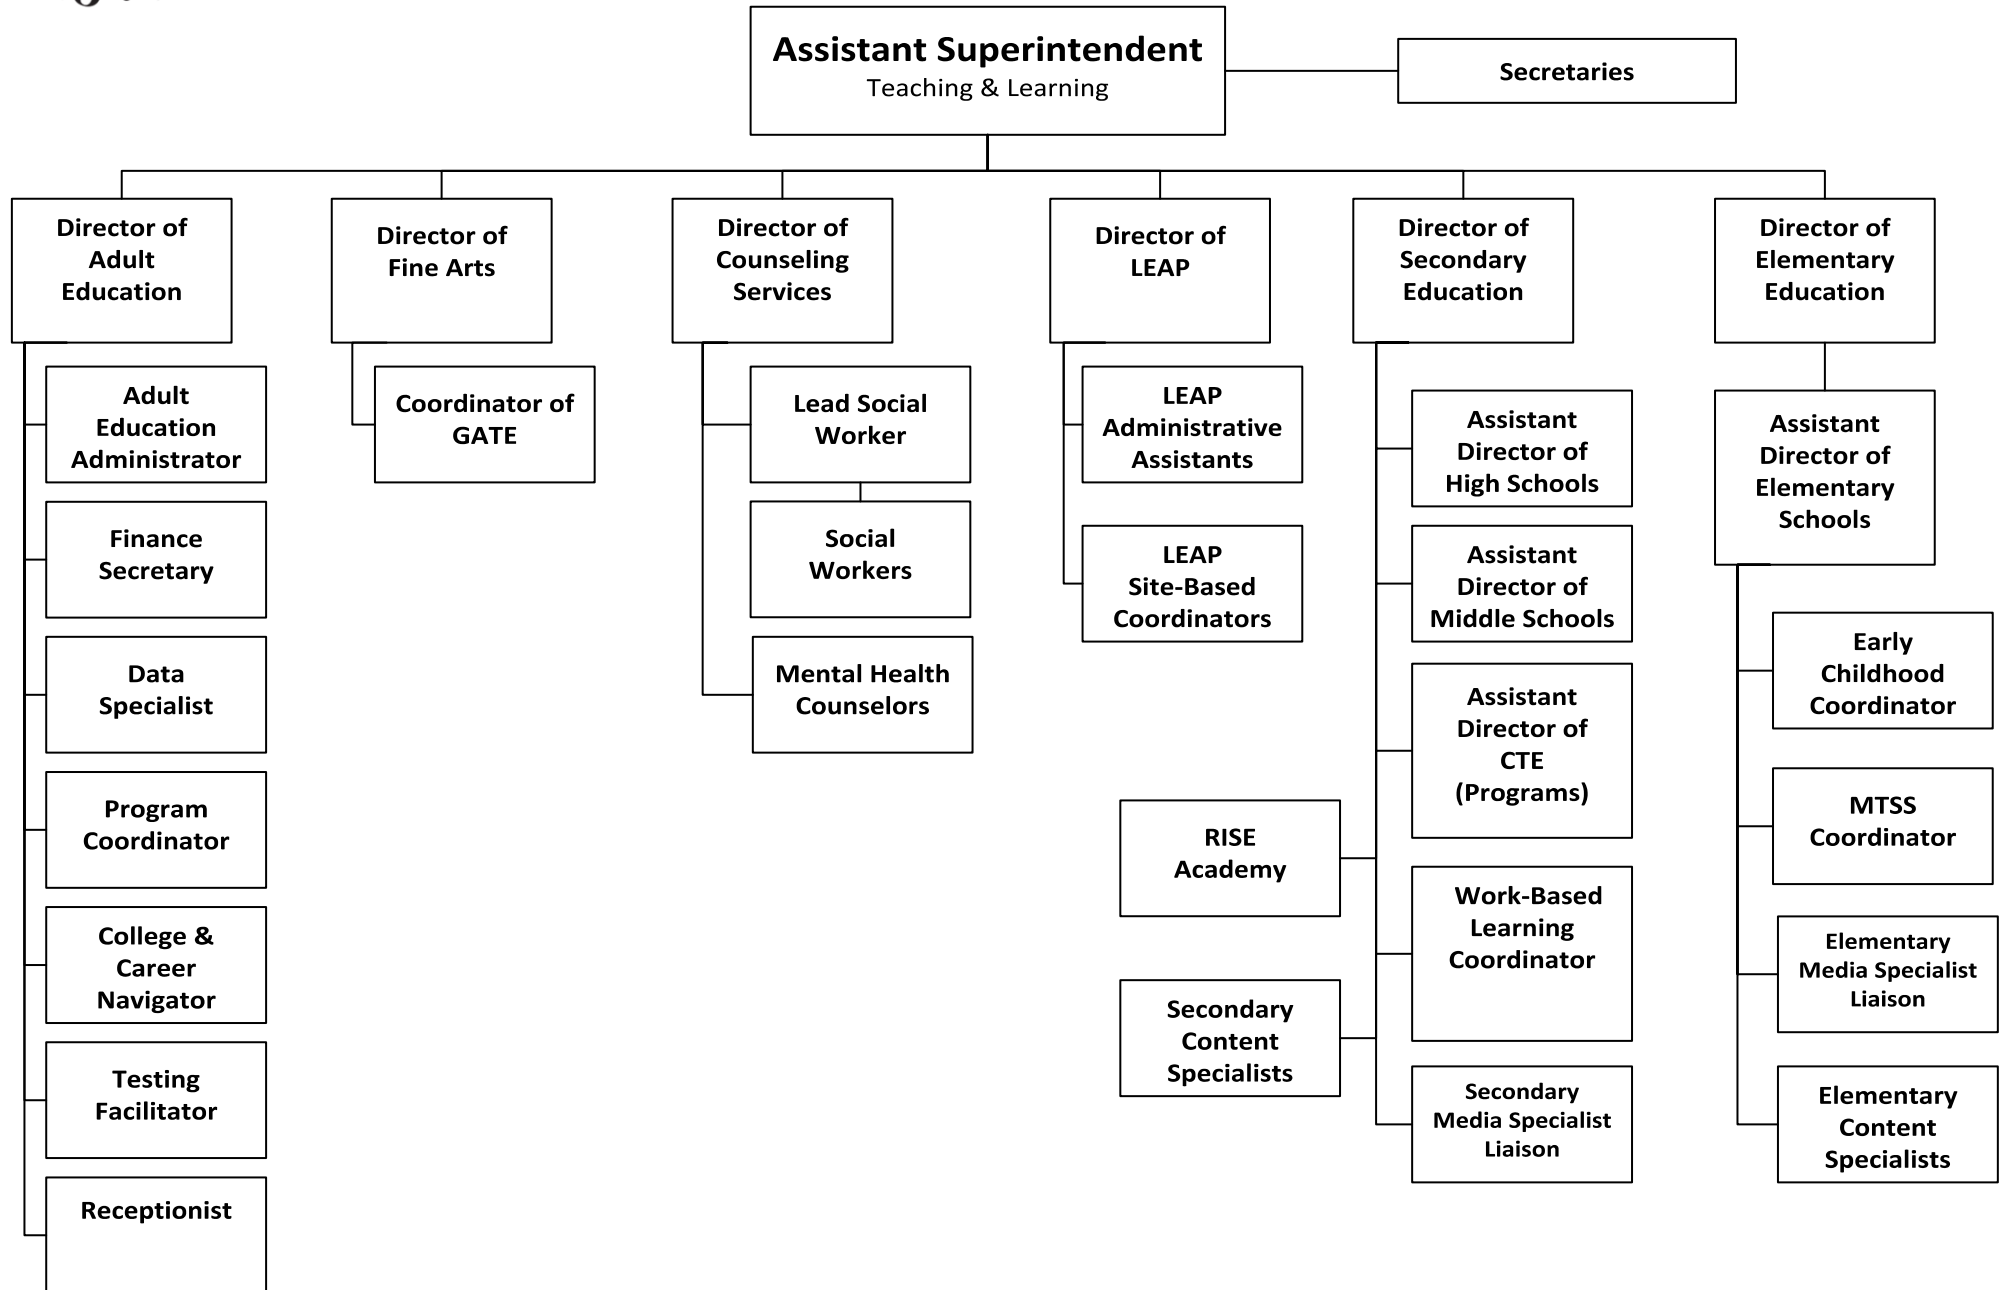 Assistant Superintendent
Teaching & Learning
Secretaries
Director of
Adult
Education
Director of
Fine Arts
Director of
Counseling
Services
Director of
LEAP
Director of
Secondary
Education
Director of
Elementary
Education
Adult
Education
Administrator
Finance
Secretary
Data
Specialist
Program
Coordinator
College &
Career
Navigator
Testing
Facilitator
Receptionist
Coordinator of
GATE
Lead Social
Worker
Social
Workers
Mental Health
Counselors
LEAP
Administrative
Assistants
LEAP
Site-Based
Coordinators
Assistant
Director of
High Schools
Assistant
Director of
Middle Schools
Assistant
Director of
CTE
(Programs)
RISE
Academy
Work-Based
Learning
Coordinator
Secondary
Content
Specialists
Secondary
Media Specialist
Liaison
Assistant
Director of
Elementary
Schools
Early
Childhood
Coordinator
MTSS
Coordinator
Elementary
Media Specialist
Liaison
Elementary
Content
Specialists